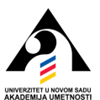 UNIVERZITET U NOVOM SADU
AKADEMIJA UMETNOSTI